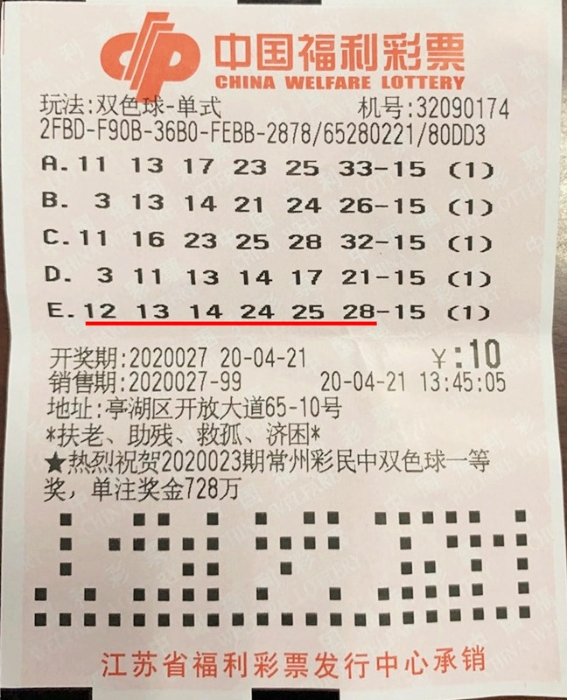 中国福利彩票
CHINA WELFARE LOTTERY
玩法:双色球-单式 机号:32090174
2FBD-F90B-36B0-FEBB-2878/65280221/80DD3
A.11 13 17 23 25 33-15 (1)
B. 3 13 14 21 24 26-15 (1)
C.11 16 23 25 28 32-15 (1)
D. 3 11 13 14 17 21-15 (1)
E.12 13 14 24 25 28-15 (1)
开奖期:2020027 20-04-21 ¥:10
销售期:2020027-99 20-04-21 13:45:05
地址:亭湖区开放大道65-10号
*扶老、助残、救孤、济困*
★热烈祝贺2020023期常州彩民中双色球一等
奖，单注奖金728万
江苏省福利彩票发行中心承销